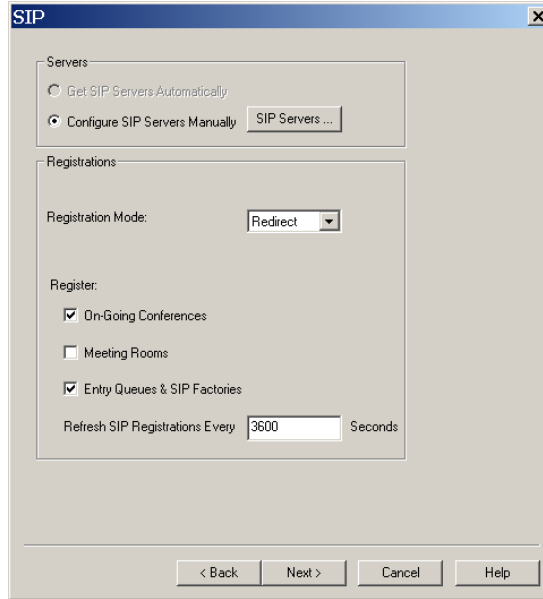 SIP
Servers
Get SIP Servers Automatically
Configure SIP Servers Manually SIP Servers ...
Registrations
Registration Mode: Redirect
Register:
On-Going Conferences
Meeting Rooms
Entry Queues & SIP Factories
Refresh SIP Registrations Every 3600 Seconds
< Back Next > Cancel Help